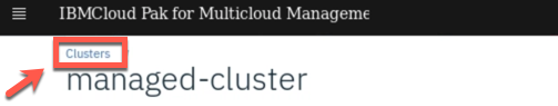 IBMCloud Pak for Multicloud Manageme
Clusters
managed-cluster